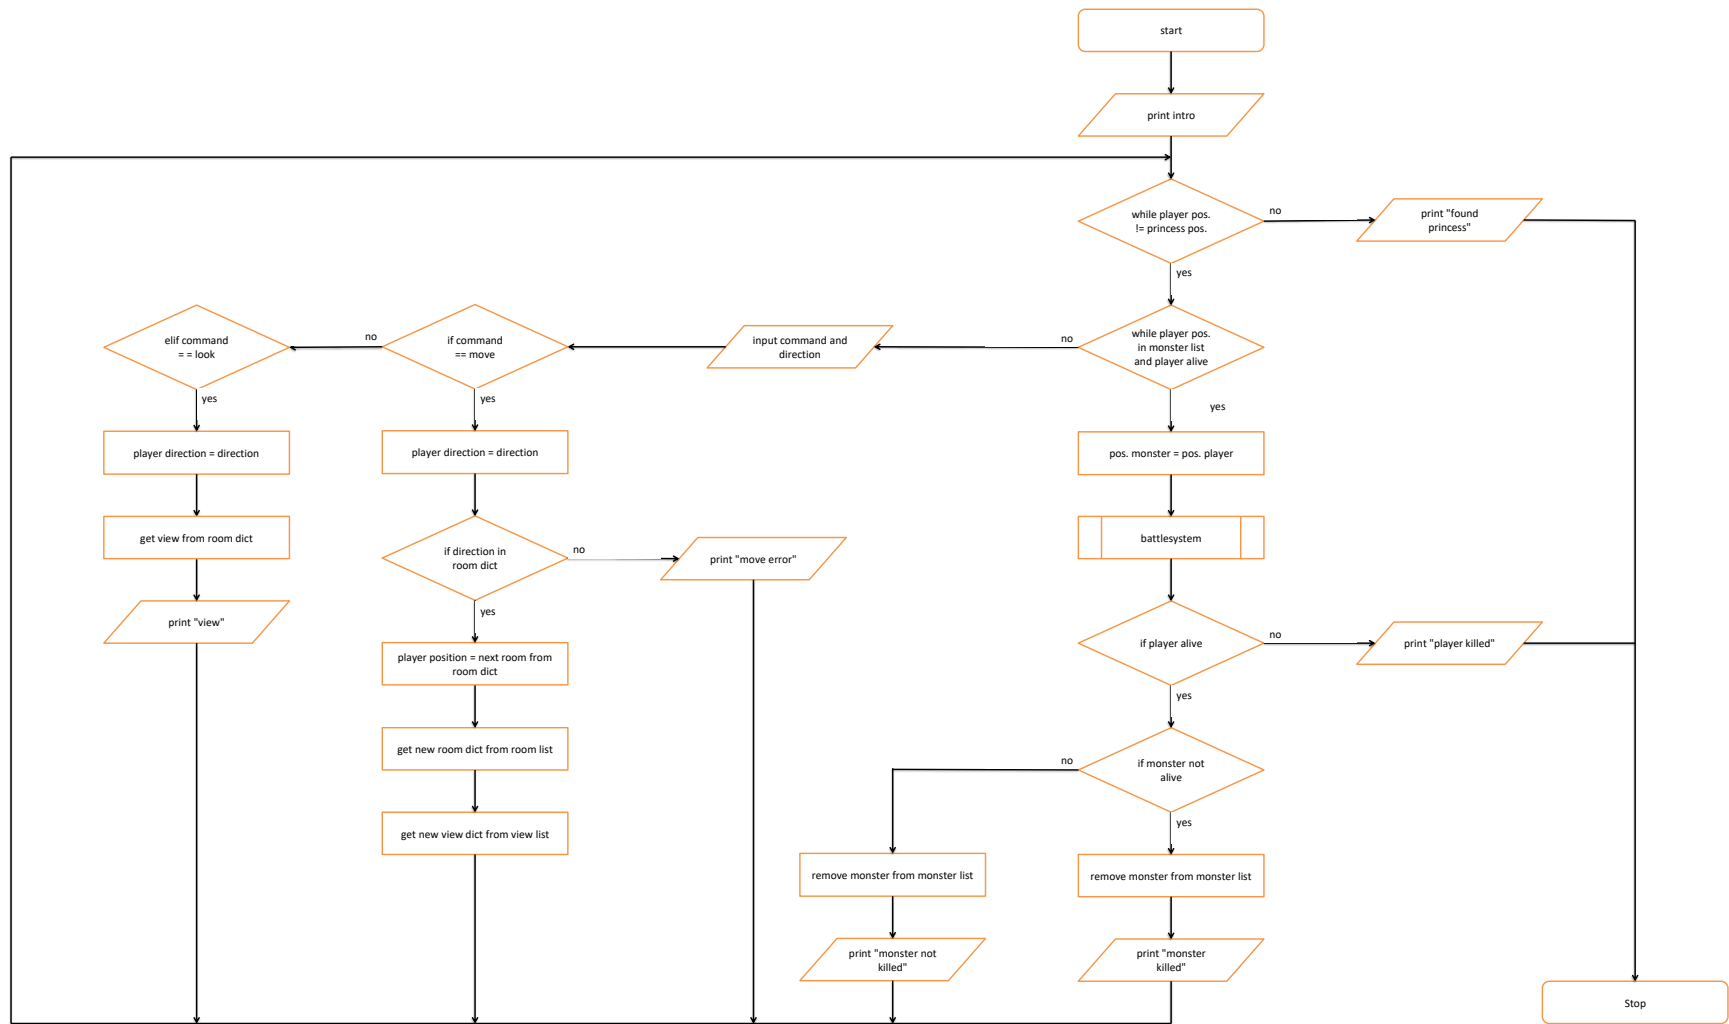 start
print intro
while player pos.
!= princess pos.
no
print "found
princess"
yes
elif command
= = look
no
if command
== move
input command and
direction
no
while player pos.
in monster list
and player alive
yes
yes
yes
player direction = direction
player direction = direction
pos. monster = pos. player
get view from room dict
if direction in
room dict
no
print "move error"
battlesystem
yes
print "view"
if player alive
no
print "player killed"
player position = next room from
room dict
yes
get new room dict from room list
no
if monster not
alive
get new view dict from view list
yes
remove monster from monster list
remove monster from monster list
print "monster not
killed"
print "monster
killed"
Stop